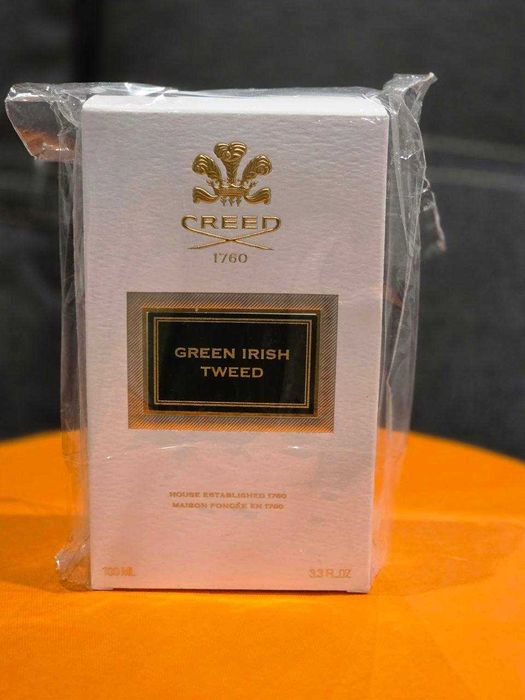 CREED
1760
GREEN IRISH
TWEED
HOUSE ESTABLISHED 1760
MAISON FONDÉE EN 1760
100 ML
3.3 FL.OZ